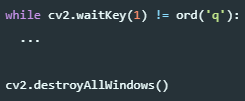 while cv2.waitKey(1) != ord('q'):
  ...
cv2.destroyAllWindows()